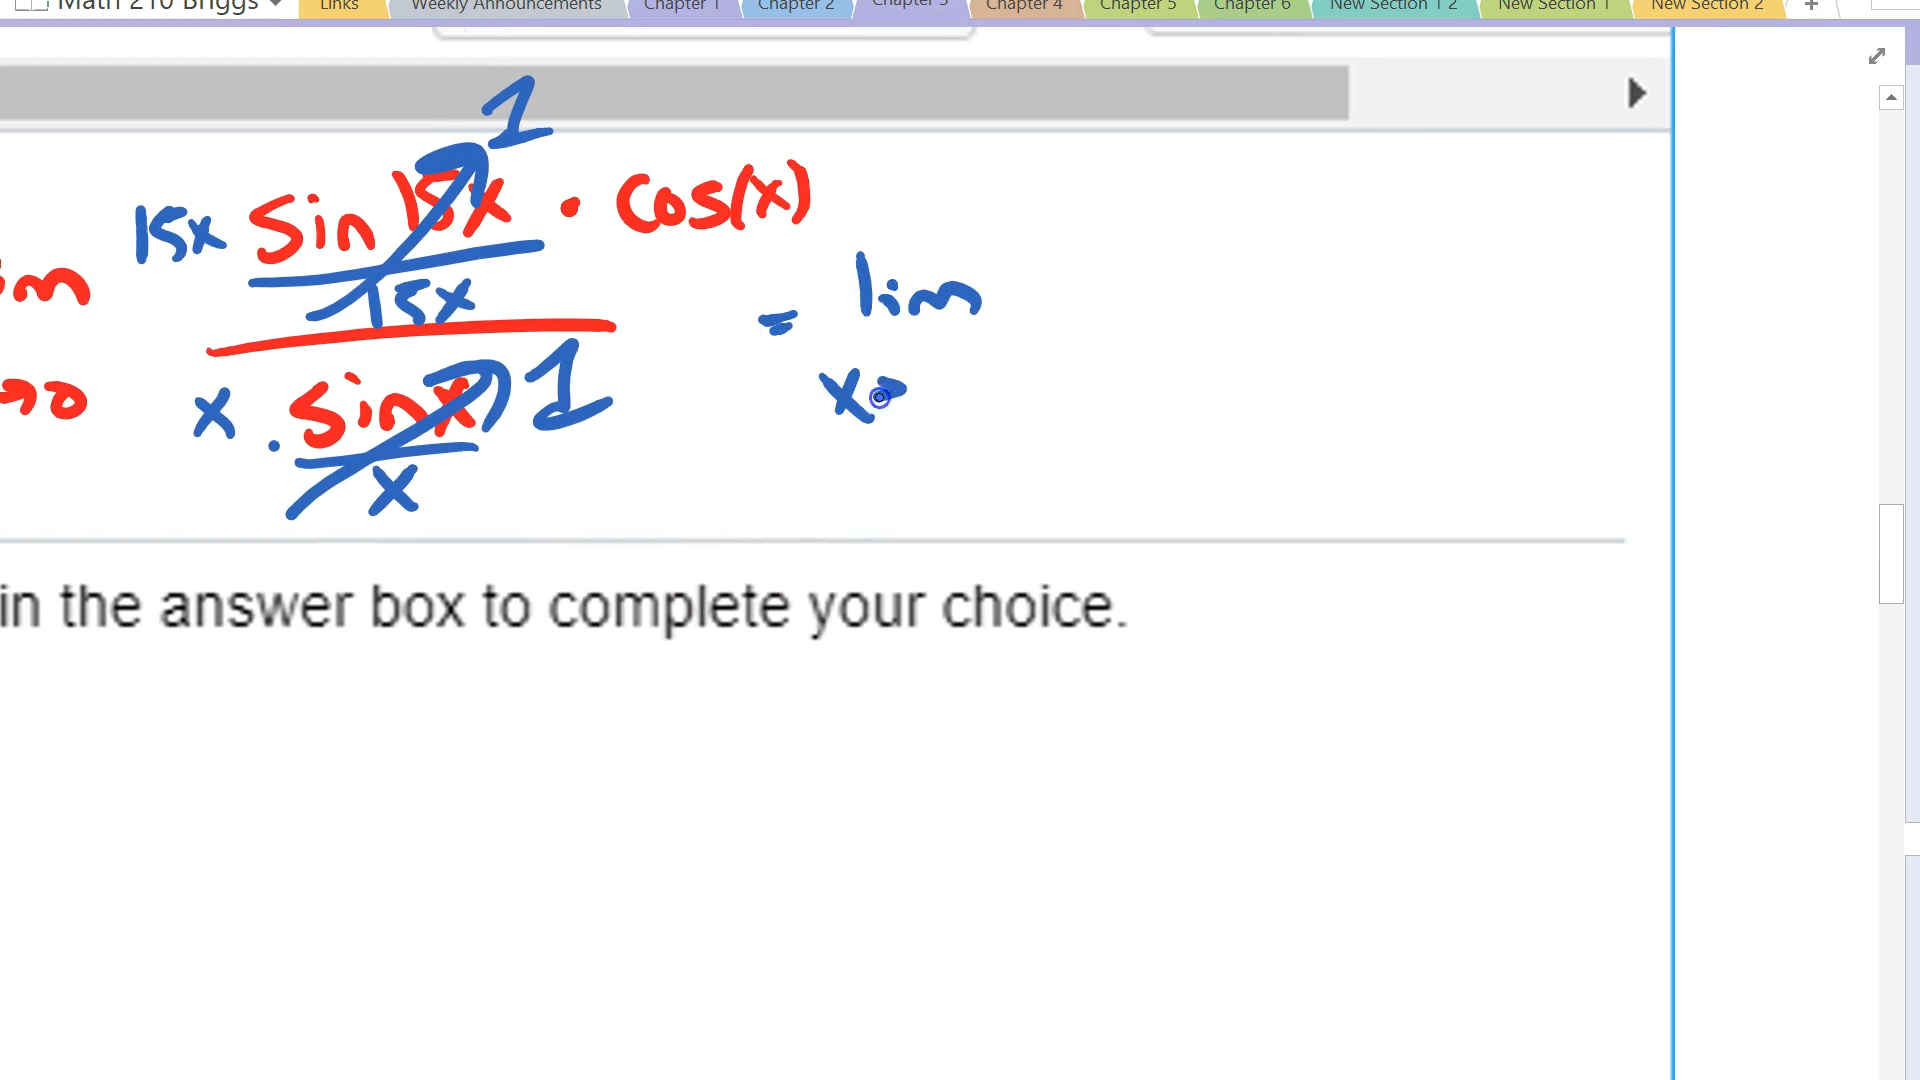 Math 210 Briggs Links Weekly Announcements Chapter 1 Chapter 2 Chapter 3 Chapter 4 Chapter 5 Chapter 6 New Section 1 2 New Section 1 New Section 2 +
1
15x sin 15x · cos(x)
15x
im = lim
→0 x
x · sin x 1
x
in the answer box to complete your choice.